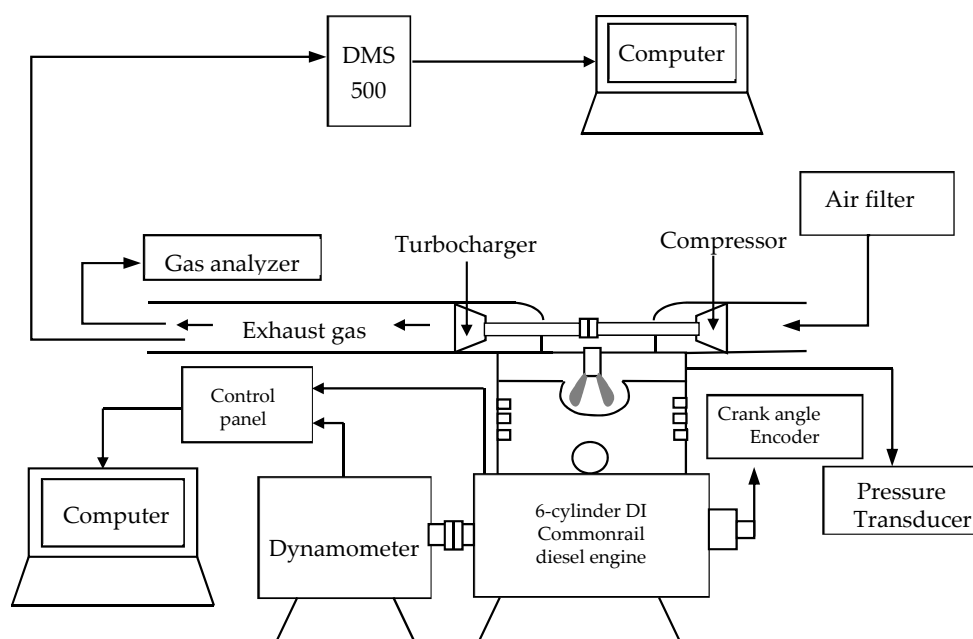 DMS
500
Computer
Air filter
Turbocharger
Compressor
Gas analyzer
Exhaust gas
Control
panel
Crank angle
Encoder
Computer
Dynamometer
6-cylinder DI
Commonrail
diesel engine
Pressure
Transducer